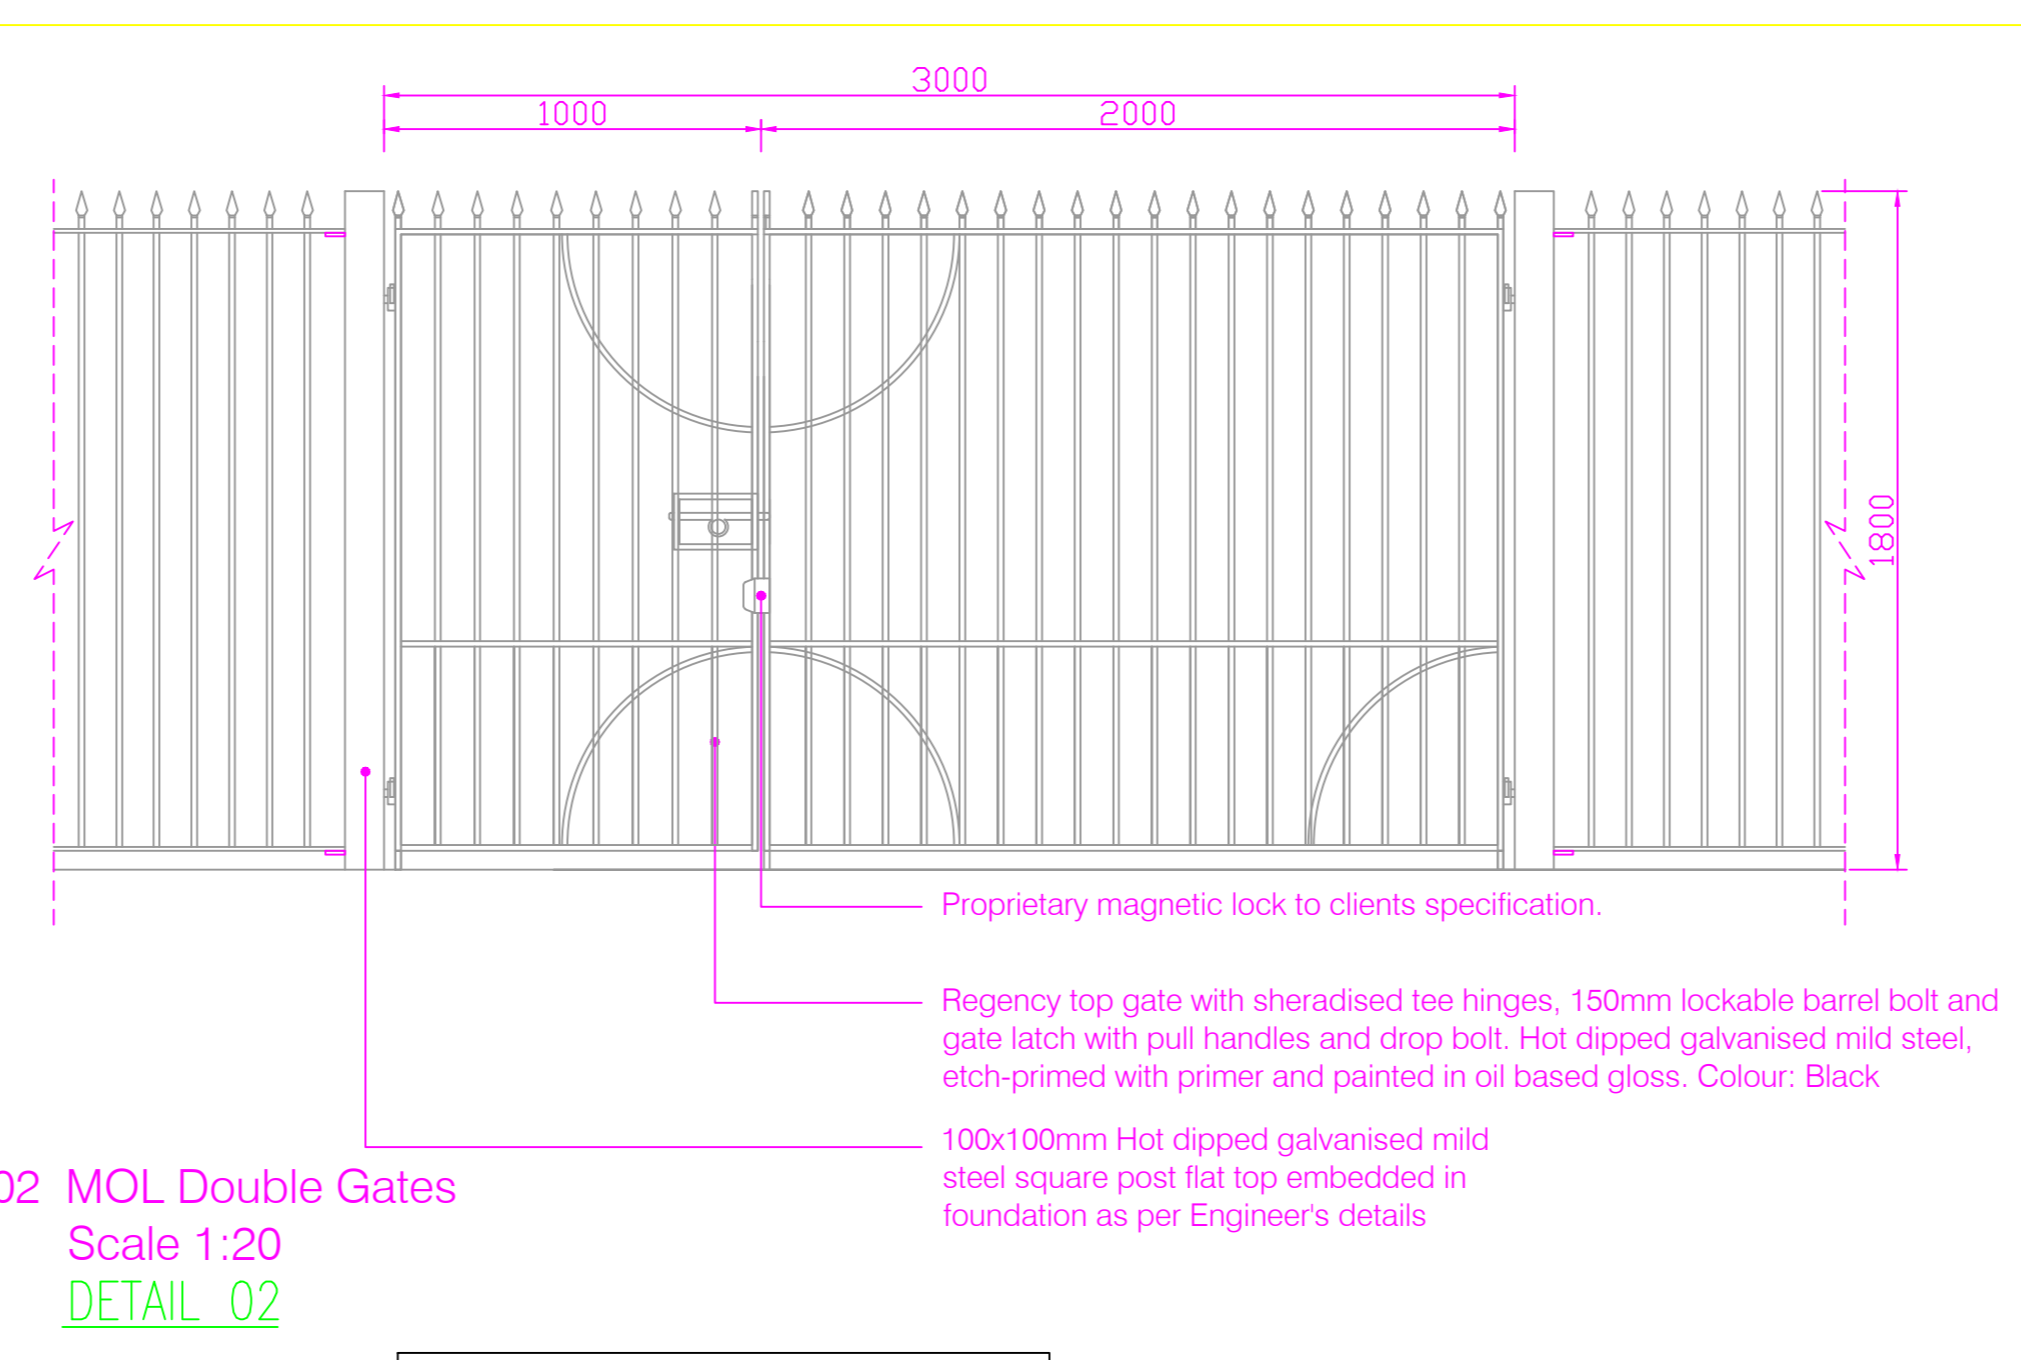 3000
1000
2000
1800
Proprietary magnetic lock to clients specification.
Regency top gate with sheradised tee hinges, 150mm lockable barrel bolt and
gate latch with pull handles and drop bolt. Hot dipped galvanised mild steel,
etch-primed with primer and painted in oil based gloss. Colour: Black
100x100mm Hot dipped galvanised mild
steel square post flat top embedded in
foundation as per Engineer's details
02 MOL Double Gates
Scale 1:20
DETAIL 02